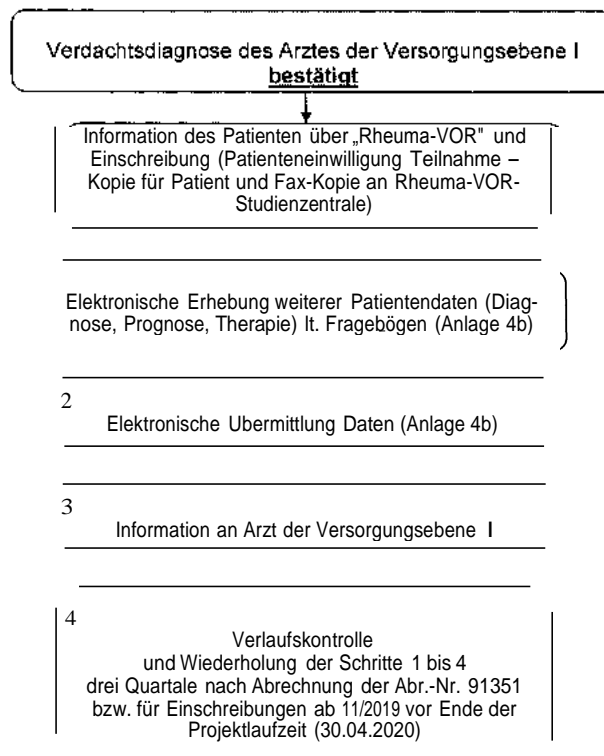 Verdachtsdiagnose des Arztes der Versorgungsebene I
bestätigt
Information des Patienten über „Rheuma-VOR" und
Einschreibung (Patienteneinwilligung Teilnahme –
Kopie für Patient und Fax-Kopie an Rheuma-VOR-
Studienzentrale)
Elektronische Erhebung weiterer Patientendaten (Diag-
nose, Prognose, Therapie) lt. Fragebögen (Anlage 4b)
2
Elektronische Ubermittlung Daten (Anlage 4b)
3
Information an Arzt der Versorgungsebene I
4
Verlaufskontrolle
und Wiederholung der Schritte 1 bis 4
drei Quartale nach Abrechnung der Abr.-Nr. 91351
bzw. für Einschreibungen ab 11/2019 vor Ende der
Projektlaufzeit (30.04.2020)